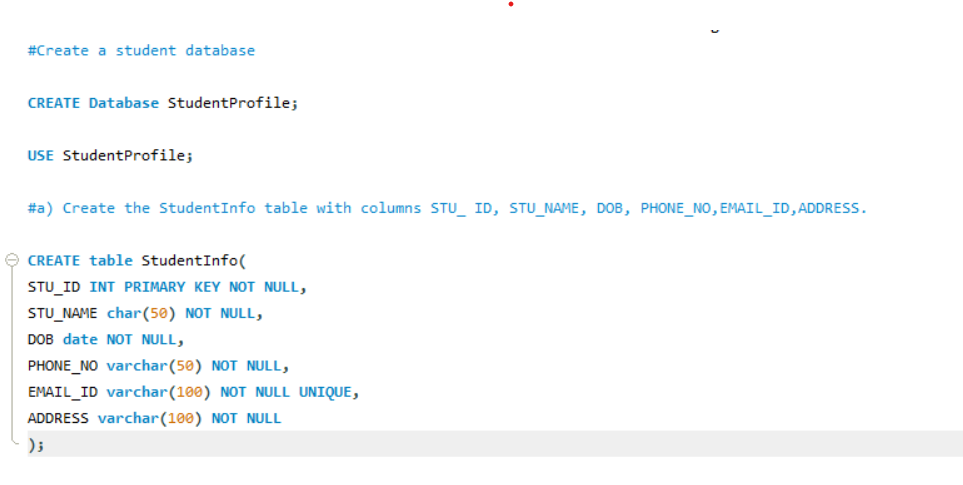 #Create a student database
CREATE Database StudentProfile;
USE StudentProfile;
#a) Create the StudentInfo table with columns STU_ ID, STU_NAME, DOB, PHONE_NO,EMAIL_ID,ADDRESS.
CREATE table StudentInfo(
STU_ID INT PRIMARY KEY NOT NULL,
STU_NAME char(50) NOT NULL,
DOB date NOT NULL,
PHONE_NO varchar(50) NOT NULL,
EMAIL_ID varchar(100) NOT NULL UNIQUE,
ADDRESS varchar(100) NOT NULL
);